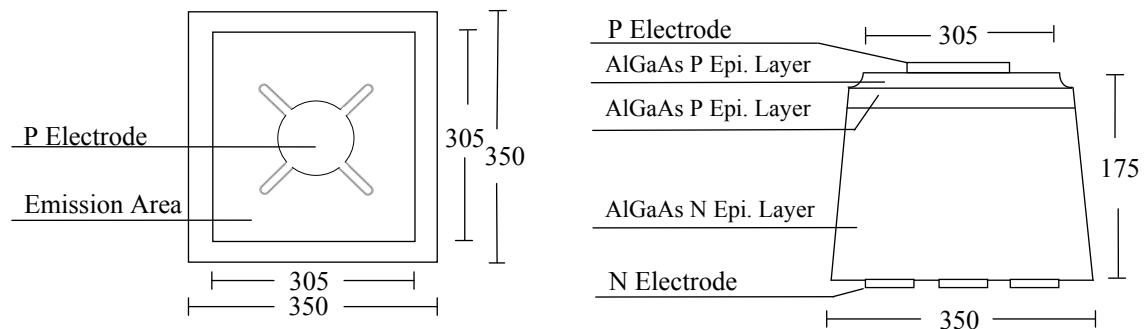 P Electrode
Emission Area
305
350
305
350
P Electrode
AlGaAs P Epi. Layer
AlGaAs P Epi. Layer
AlGaAs N Epi. Layer
N Electrode
305
175
350